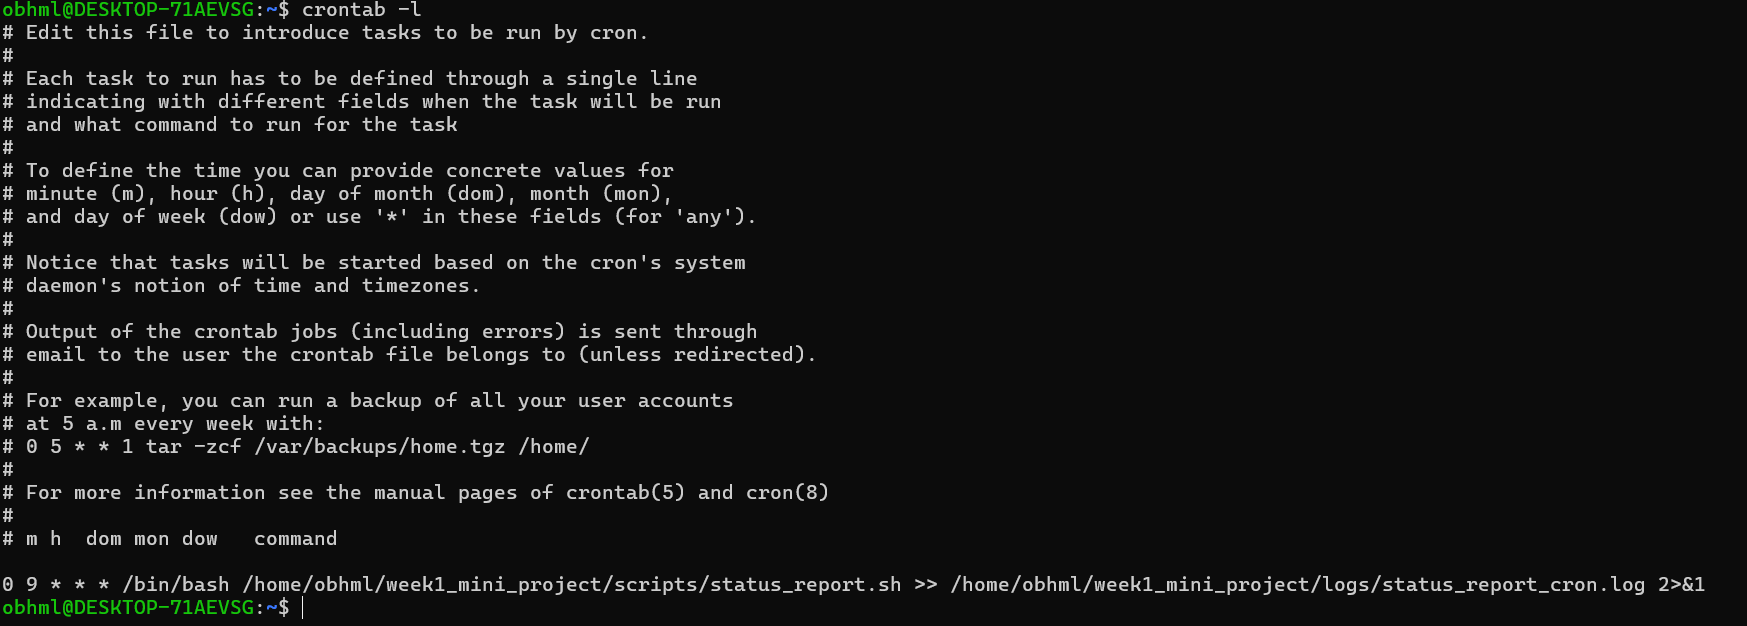 obhml@DESKTOP-71AEVSG:~$ crontab -l
# Edit this file to introduce tasks to be run by cron.
#
# Each task to run has to be defined through a single line
# indicating with different fields when the task will be run
# and what command to run for the task
#
# To define the time you can provide concrete values for
# minute (m), hour (h), day of month (dom), month (mon),
# and day of week (dow) or use '*' in these fields (for 'any').
#
# Notice that tasks will be started based on the cron's system
# daemon's notion of time and timezones.
#
# Output of the crontab jobs (including errors) is sent through
# email to the user the crontab file belongs to (unless redirected).
#
# For example, you can run a backup of all your user accounts
# at 5 a.m every week with:
# 0 5 * * 1 tar -zcf /var/backups/home.tgz /home/
#
# For more information see the manual pages of crontab(5) and cron(8)
#
# m h  dom mon dow   command

0 9 * * * /bin/bash /home/obhml/week1_mini_project/scripts/status_report.sh >> /home/obhml/week1_mini_project/logs/status_report_cron.log 2>&1
obhml@DESKTOP-71AEVSG:~$